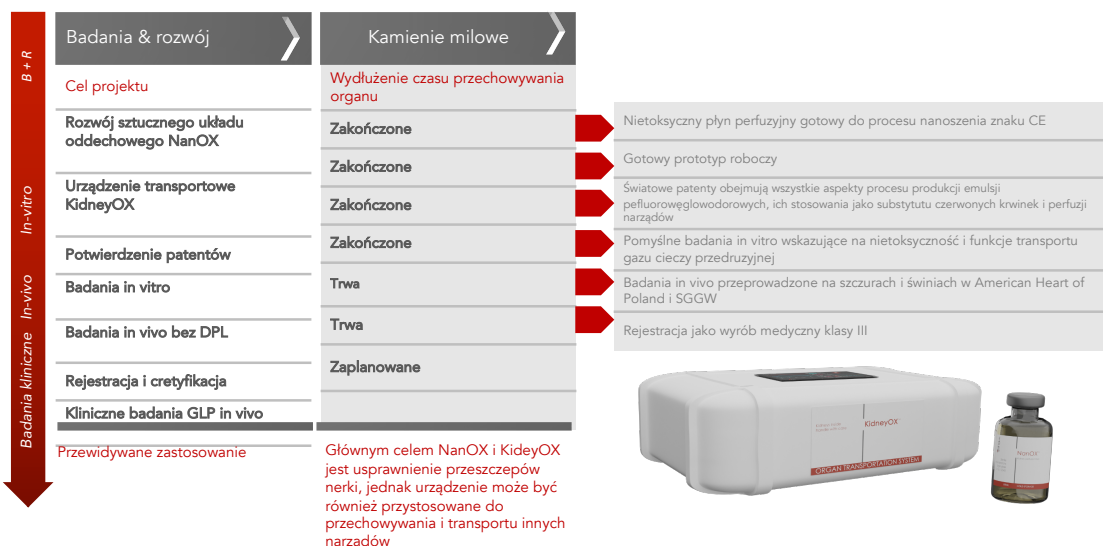 B + R
In-vitro
In-vivo
Badania kliniczne
Badania & rozwój
Cel projektu
Rozwój sztucznego układu
oddechowego NanOX
Urządzenie transportowe
KidneyOX
Potwierdzenie patentów
Badania in vitro
Badania in vivo bez DPL
Rejestracja i cretyfikacja
Kliniczne badania GLP in vivo
Przewidywane zastosowanie
Kamienie milowe
Wydłużenie czasu przechowywania
organu
Zakończone
Zakończone
Zakończone
Zakończone
Trwa
Trwa
Zaplanowane
Głównym celem NanOX i KideyOX
jest usprawnienie przeszczepów
nerki, jednak urządzenie może być
również przystosowane do
przechowywania i transportu innych
narządów
Nietoksyczny płyn perfuzyjny gotowy do procesu nanoszenia znaku CE
Gotowy prototyp roboczy
Światowe patenty obejmują wszystkie aspekty procesu produkcji emulsji
pefluorowęglowodorowych, ich stosowania jako substytutu czerwonych krwinek i perfuzji
narządów
Pomyślne badania in vitro wskazujące na nietoksyczność i funkcje transportu
gazu cieczy przedruzyjnej
Badania in vivo przeprowadzone na szczurach i świniach w American Heart of
Poland i SGGW
Rejestracja jako wyrób medyczny klasy III
KidneyOX
ORGAN TRANSPORTATION SYSTEM
NanOX